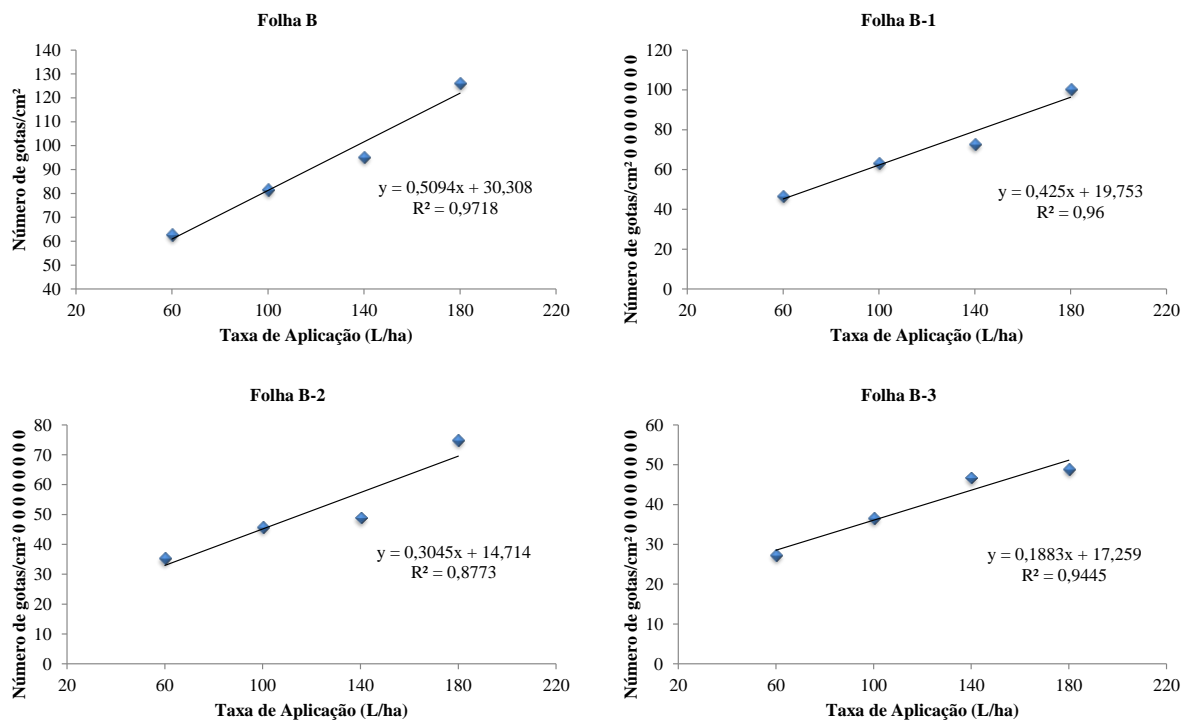 Folha B
Número de gotas/cm²
140
130
120
110
100
90
80
70
60
50
40
y = 0,5094x + 30,308
R² = 0,9718
20 60 100 140 180 220
Taxa de Aplicação (L/ha)
Folha B-1
Número de gotas/cm² 0 0 0 0 0 0 0 0
120
100
80
60
40
20
0
y = 0,425x + 19,753
R² = 0,96
20 60 100 140 180 220
Taxa de Aplicação (L/ha)
Folha B-2
Número de gotas/cm² 0 0 0 0 0 0 0 0
80
70
60
50
40
30
20
10
0
y = 0,3045x + 14,714
R² = 0,8773
20 60 100 140 180 220
Taxa de Aplicação (L/ha)
Folha B-3
Número de gotas/cm² 0 0 0 0 0 0 0 0
60
50
40
30
20
10
0
y = 0,1883x + 17,259
R² = 0,9445
20 60 100 140 180 220
Taxa de Aplicação (L/ha)